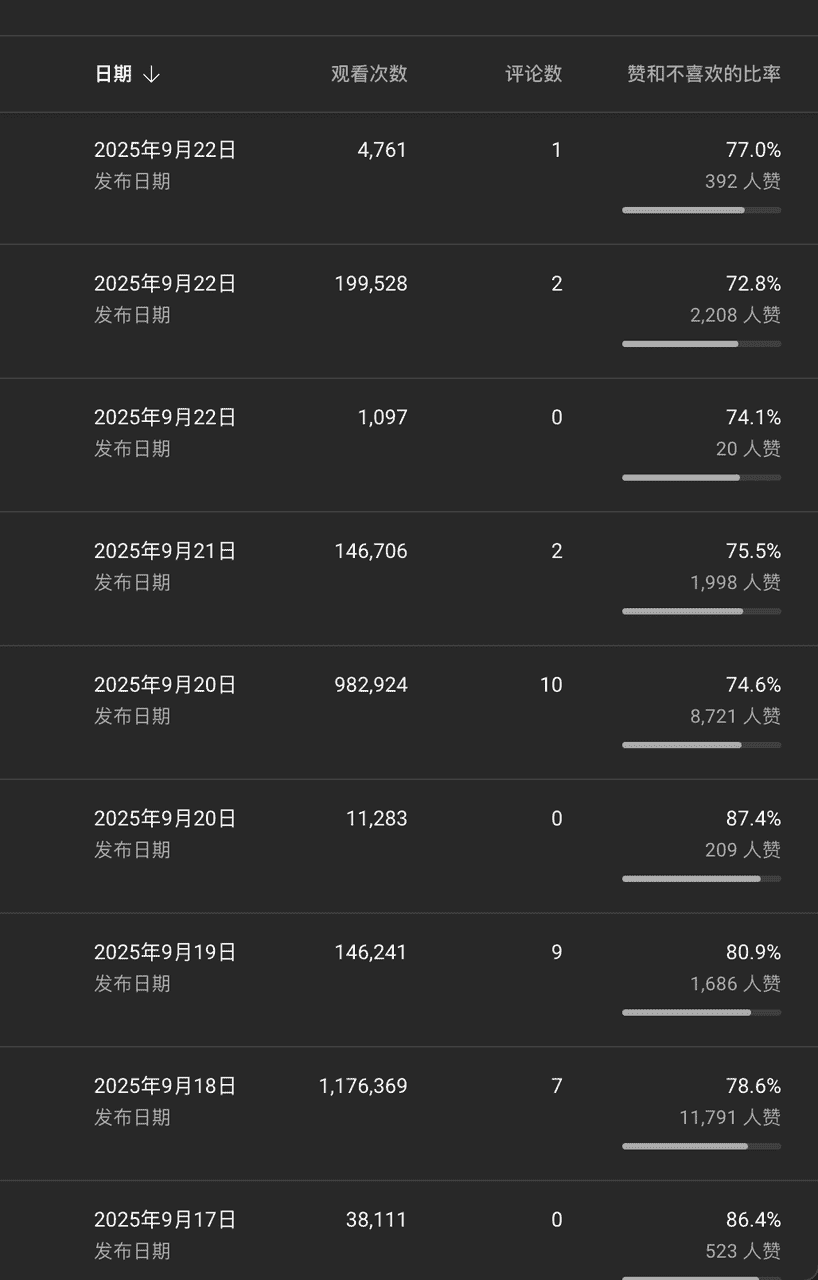 日期 ↓ 观看次数 评论数 赞和不喜欢的比率
2025年9月22日 4,761 1 77.0%
发布日期 392 人赞
2025年9月22日 199,528 2 72.8%
发布日期 2,208 人赞
2025年9月22日 1,097 0 74.1%
发布日期 20 人赞
2025年9月21日 146,706 2 75.5%
发布日期 1,998 人赞
2025年9月20日 982,924 10 74.6%
发布日期 8,721 人赞
2025年9月20日 11,283 0 87.4%
发布日期 209 人赞
2025年9月19日 146,241 9 80.9%
发布日期 1,686 人赞
2025年9月18日 1,176,369 7 78.6%
发布日期 11,791 人赞
2025年9月17日 38,111 0 86.4%
发布日期 523 人赞